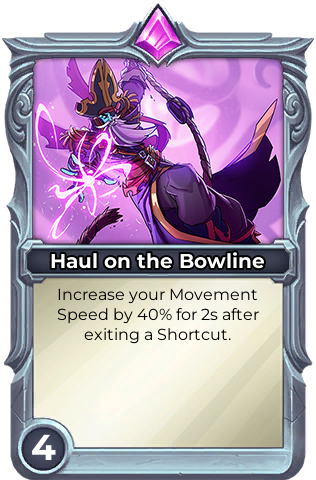 Haul on the Bowline
Increase your Movement
Speed by 40% for 2s after
exiting a Shortcut.
4